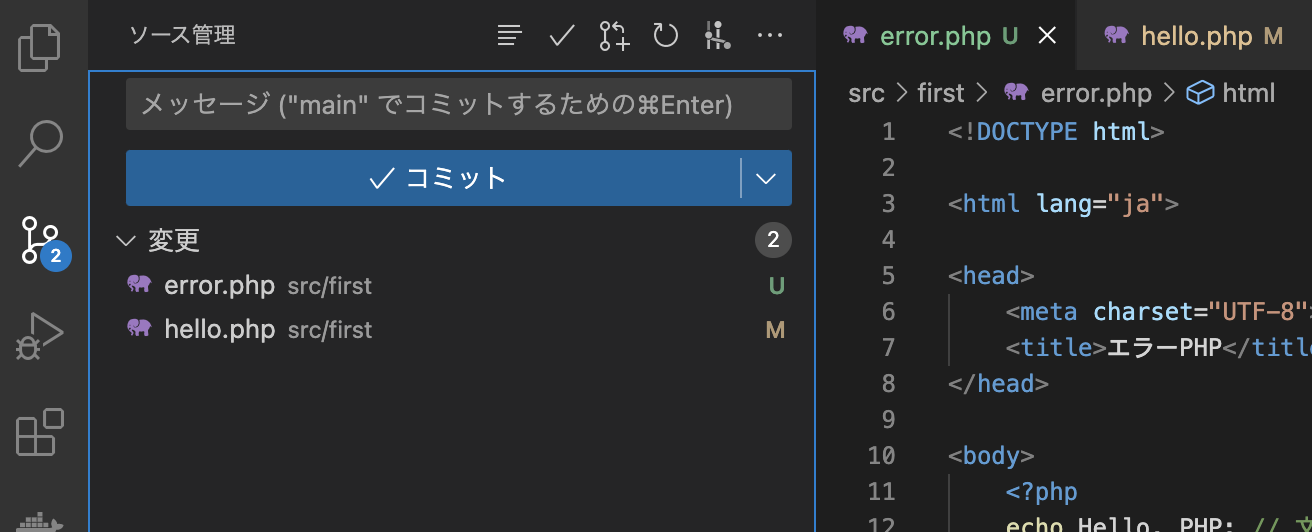 ソース管理
メッセージ ("main" でコミットするための⌘Enter)
コミット
変更 2
error.php src/first U
hello.php src/first M
2
error.php U
hello.php M
src > first > error.php > html
1 <!DOCTYPE html>
2
3 <html lang="ja">
4
5 <head>
6 <meta charset="UTF-8"
7 <title>エラーPHP</titl
8 </head>
9
10 <body>
11 <?php
12 echo Hello, PHP; //